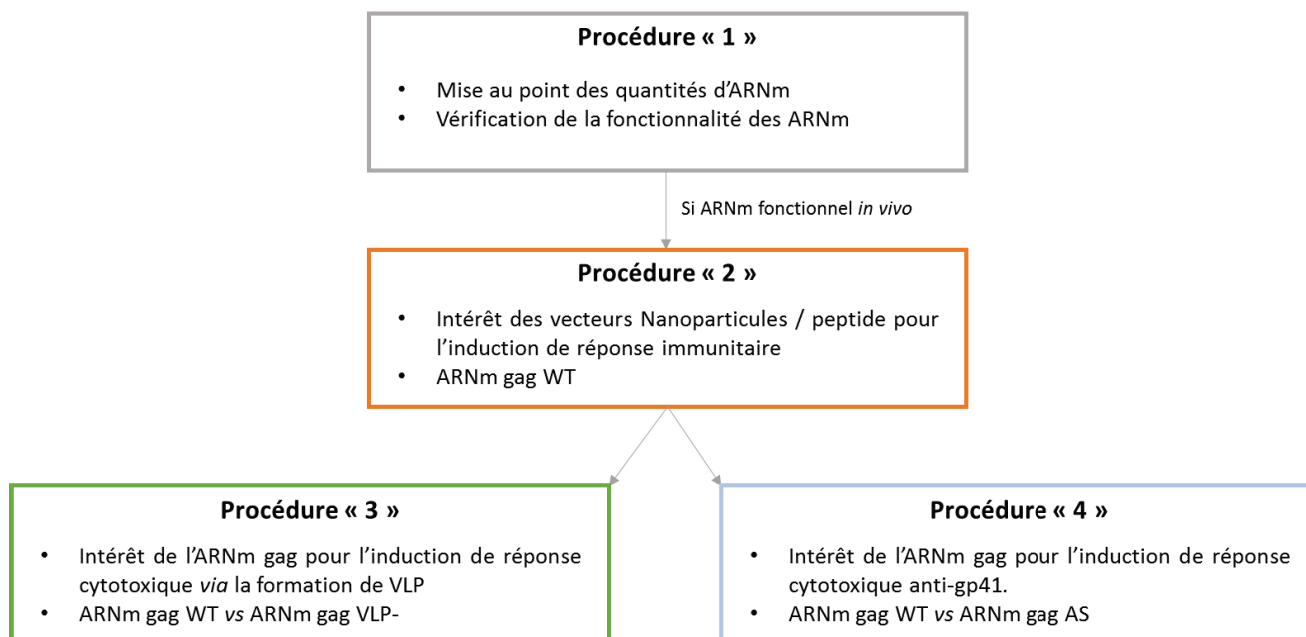 Procédure « 1 »
• Mise au point des quantités d’ARNm
• Vérification de la fonctionnalité des ARNm
Si ARNm fonctionnel in vivo
Procédure « 2 »
• Intérêt des vecteurs Nanoparticules / peptide pour
l’induction de réponse immunitaire
• ARNm gag WT
Procédure « 3 »
• Intérêt de l’ARNm gag pour l’induction de réponse
cytotoxique via la formation de VLP
• ARNm gag WT vs ARNm gag VLP-
Procédure « 4 »
• Intérêt de l’ARNm gag pour l’induction de réponse
cytotoxique anti-gp41.
• ARNm gag WT vs ARNm gag AS